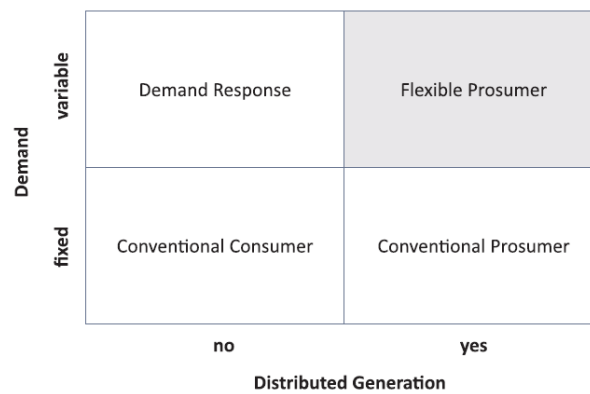 Demand
variable
Demand Response
Flexible Prosumer
fixed
Conventional Consumer
Conventional Prosumer
no
yes
Distributed Generation